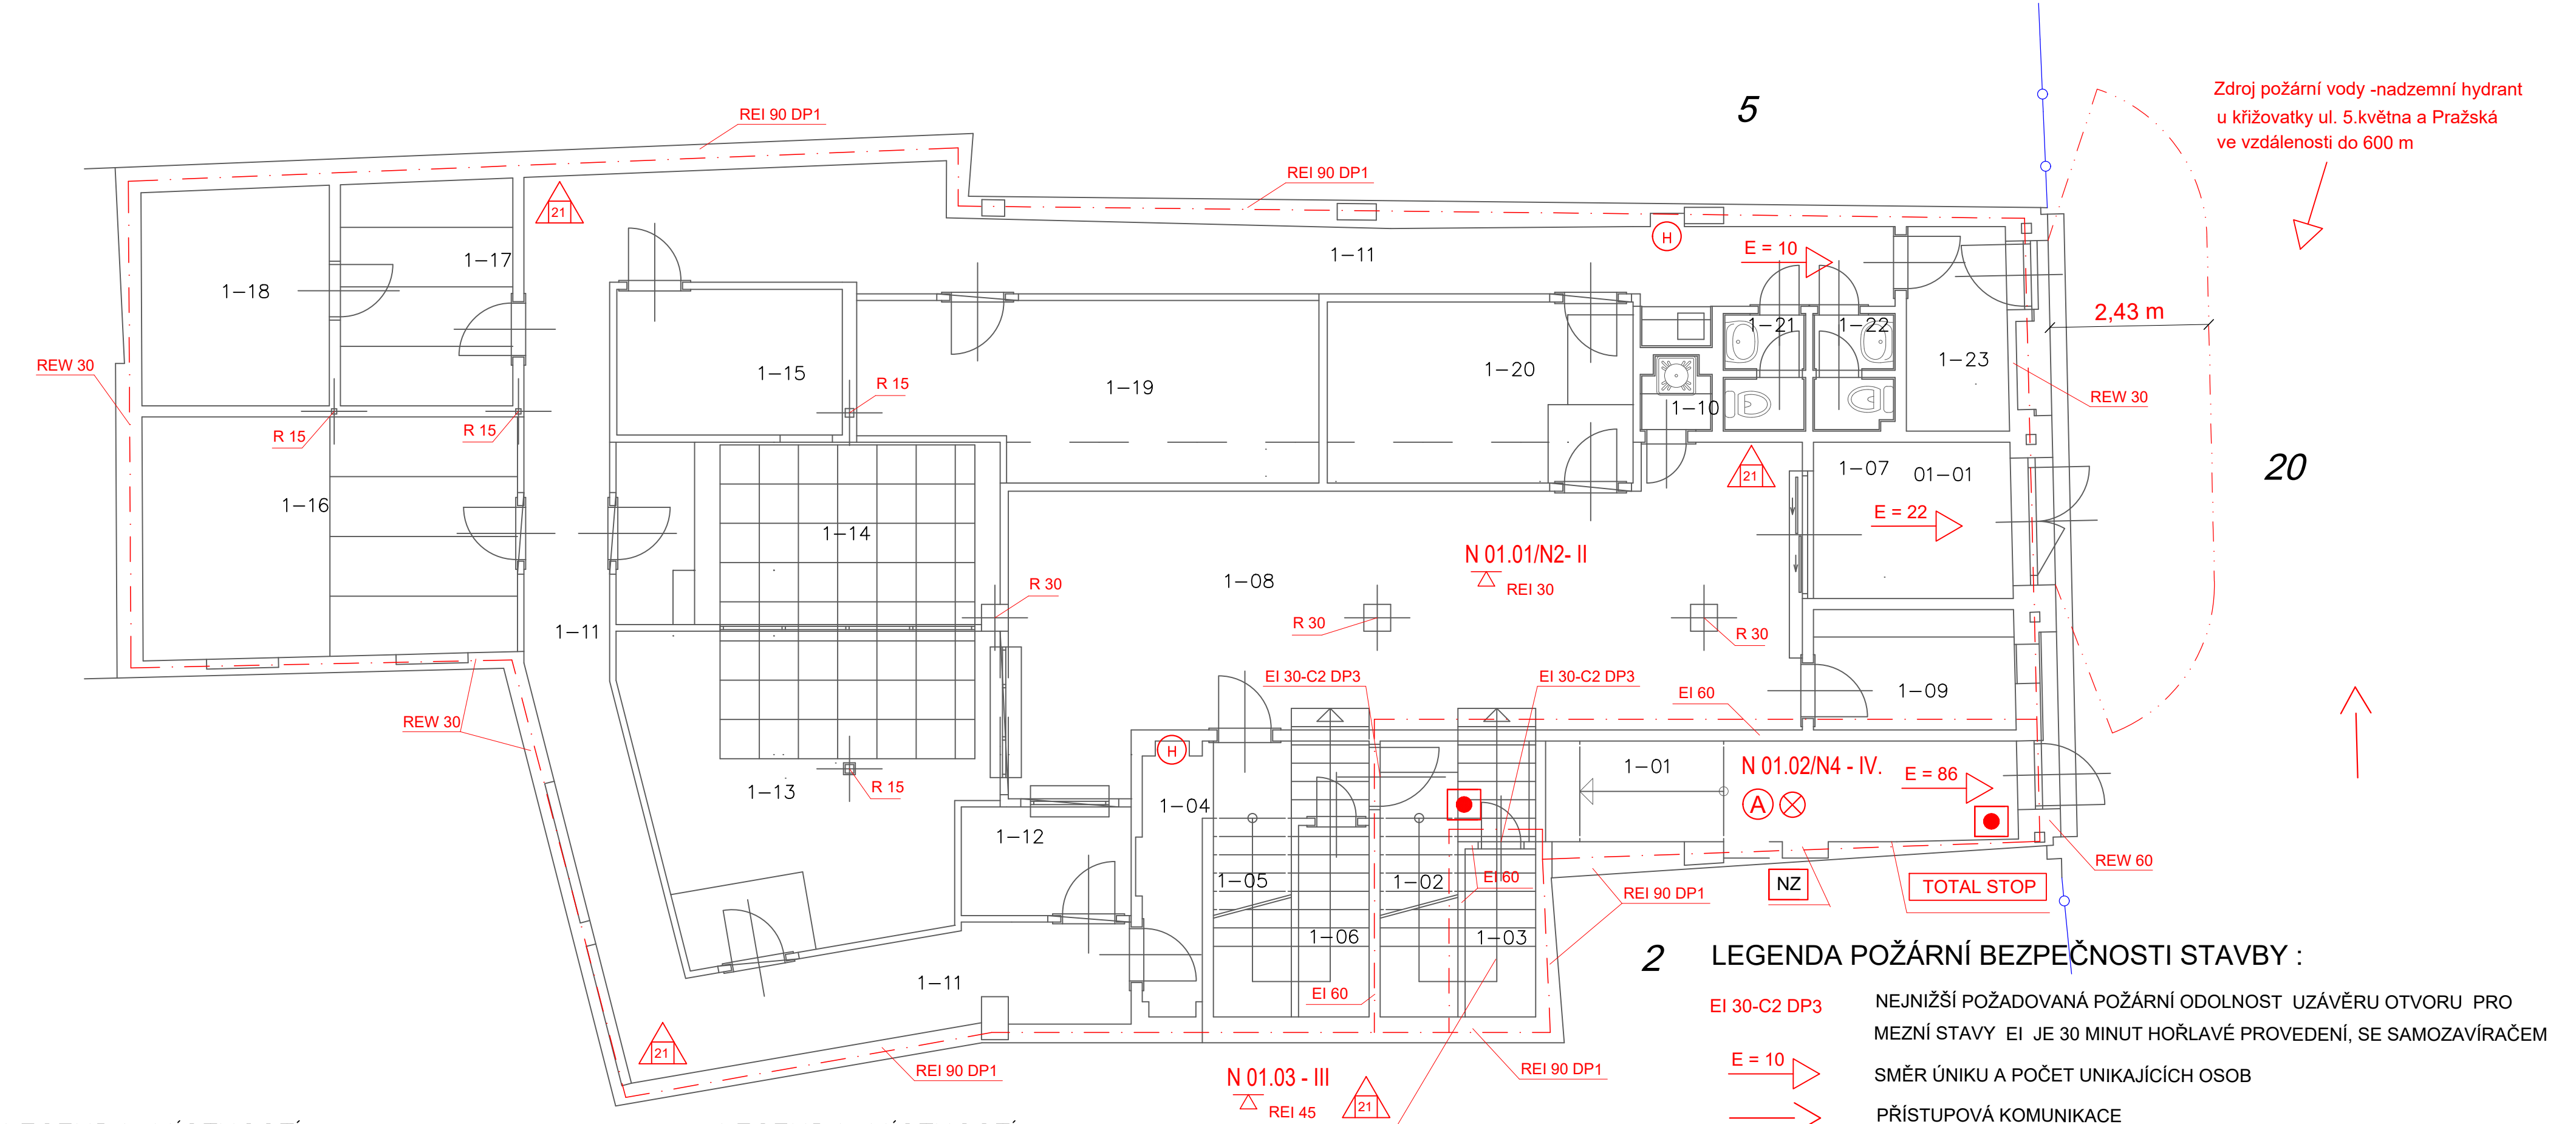 5
Zdroj požární vody -nadzemní hydrant
u křižovatky ul. 5.května a Pražská
ve vzdálenosti do 600 m
REI 90 DP1
REI 90 DP1
21
H
E = 10
1-11
1-17
1-18
2,43 m
1-21
1-22
1-23
REW 30
1-15
R 15
1-19
1-20
1-10
REW 30
R 15
R 15
21
1-07
01-01
20
1-16
E = 22
1-14
N 01.01/N2- II
REI 30
1-08
R 30
R 30
R 30
1-11
EI 30-C2 DP3
EI 30-C2 DP3
EI 60
1-09
REW 30
H
1-01
N 01.02/N4 - IV.
E = 86
A
1-13
R 15
1-04
1-12
REW 60
1-05
1-02
EI 60
REI 90 DP1
NZ
TOTAL STOP
1-06
1-03
2
LEGENDA POŽÁRNÍ BEZPEČNOSTI STAVBY :
1-11
EI 60
EI 30-C2 DP3
NEJNIŽŠÍ POŽADOVANÁ POŽÁRNÍ ODOLNOST UZÁVĚRU OTVORU PRO
MEZNÍ STAVY EI JE 30 MINUT HOŘLAVÉ PROVEDENÍ, SE SAMOZAVÍRAČEM
21
REI 90 DP1
REI 90 DP1
N 01.03 - III
REI 45
21
E = 10
SMĚR ÚNIKU A POČET UNIKAJÍCÍCH OSOB
PŘÍSTUPOVÁ KOMUNIKACE